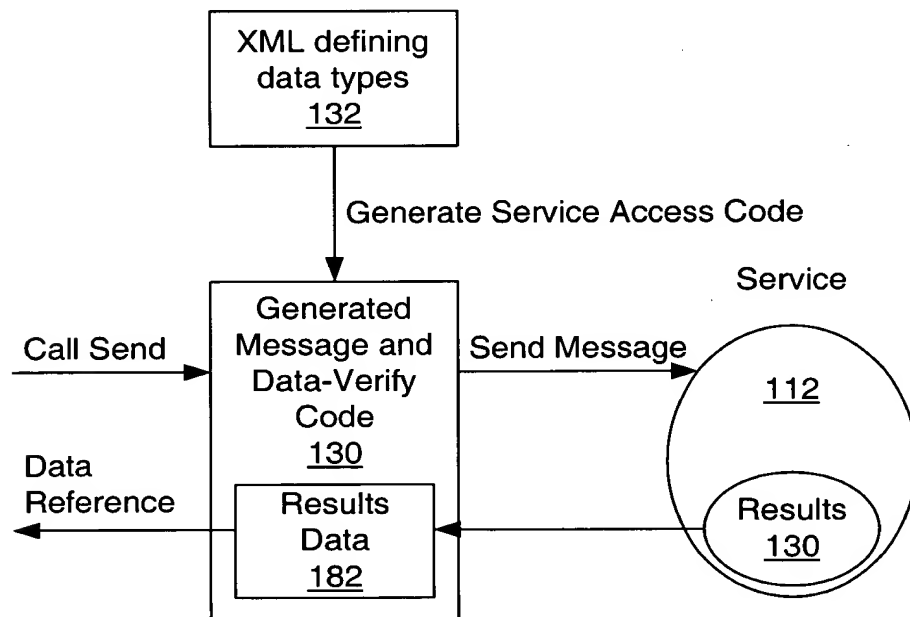 XML defining
data types
132
Generate Service Access Code
Service
Generated
Message and
Data-Verify
Code
130
Call Send
Send Message
112
Data
Reference
Results
Data
182
Results
130